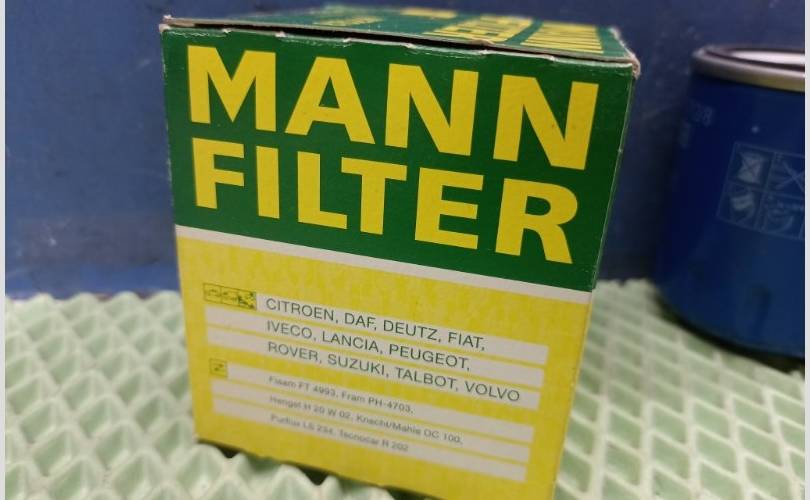 MANN
FILTER
CITROEN, DAF, DEUTZ, FIAT,
IVECO, LANCIA, PEUGEOT,
ROVER, SUZUKI, TALBOT, VOLVO
Fisam FT 4993, Fram PH-4703,
Hengst H 20 W 02, Knecht/Mahle OC 100,
Purflux LS 234, Tecnocar R 202